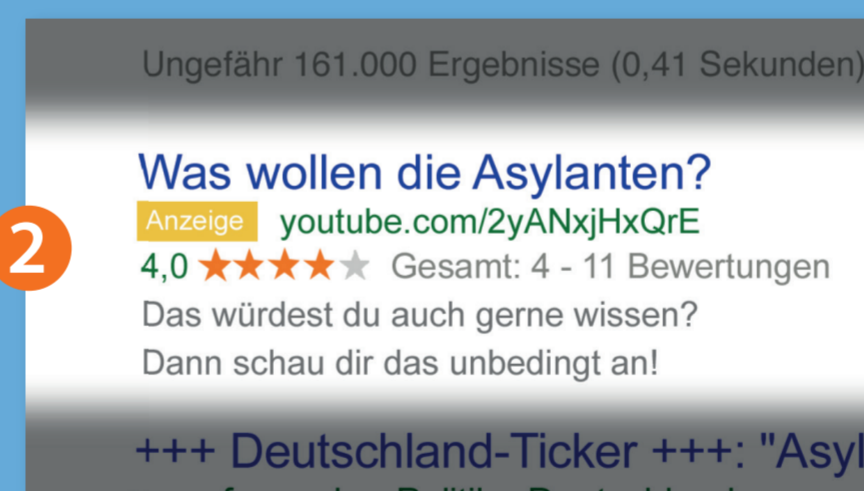 Ungefähr 161.000 Ergebnisse (0,41 Sekunden)
Was wollen die Asylanten?
Anzeige youtube.com/2yANxjHxQrE
2
4,0 Gesamt: 4 - 11 Bewertungen
Das würdest du auch gerne wissen?
Dann schau dir das unbedingt an!
+++ Deutschland-Ticker +++: "Asyl